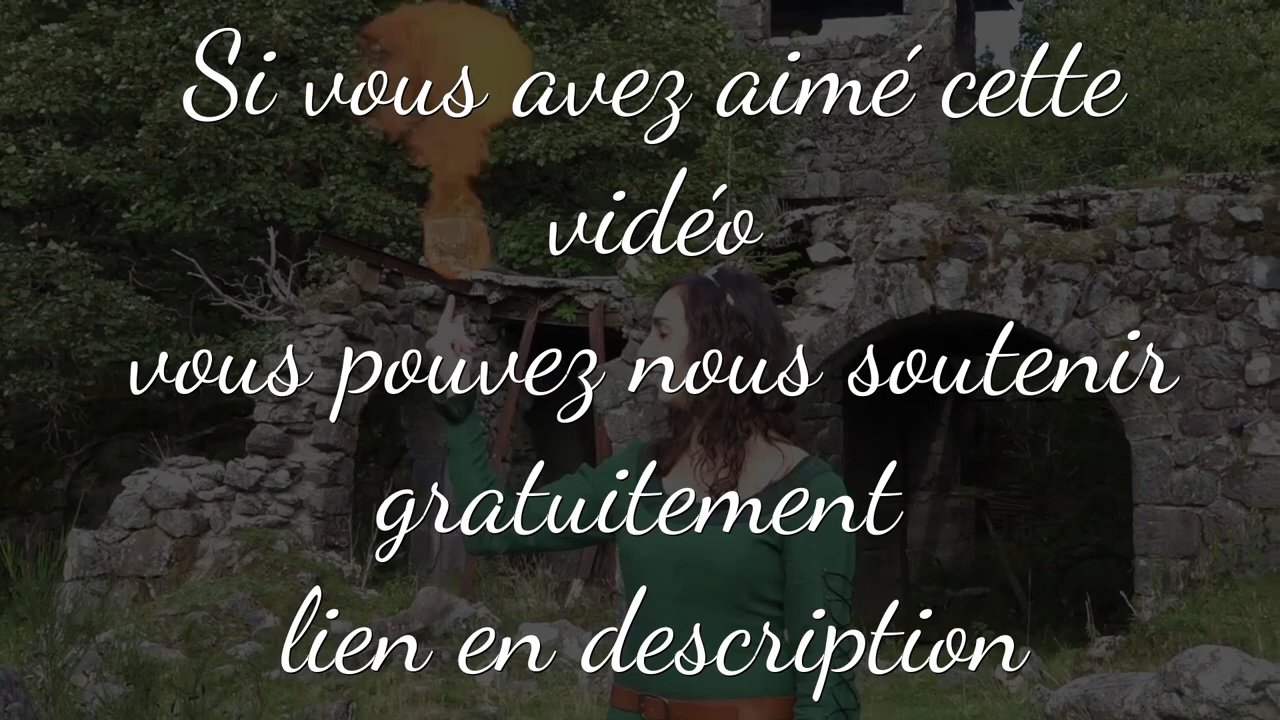 Si vous avez aimé cette
vidéo
vous pouvez nous soutenir
gratuitement
lien en description